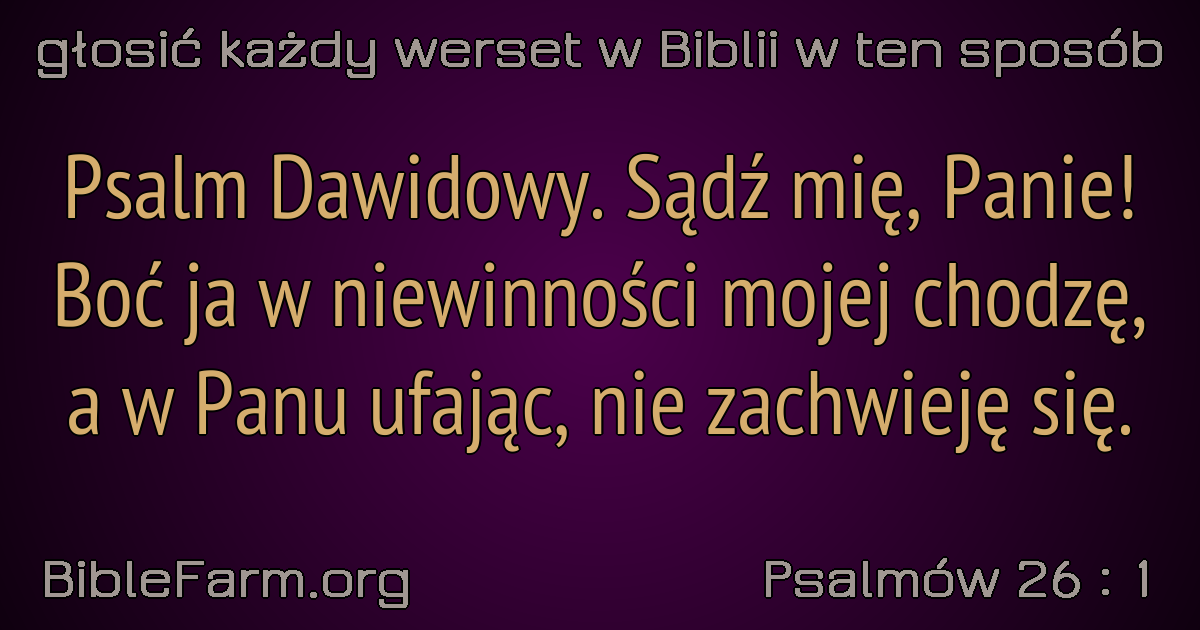 głosić każdy werset w Biblii w ten sposób
Psalm Dawidowy. Sądź mię, Panie!
Boć ja w niewinności mojej chodzę,
a w Panu ufając, nie zachwieję się.
BibleFarm.org
Psalmów 26 : 1